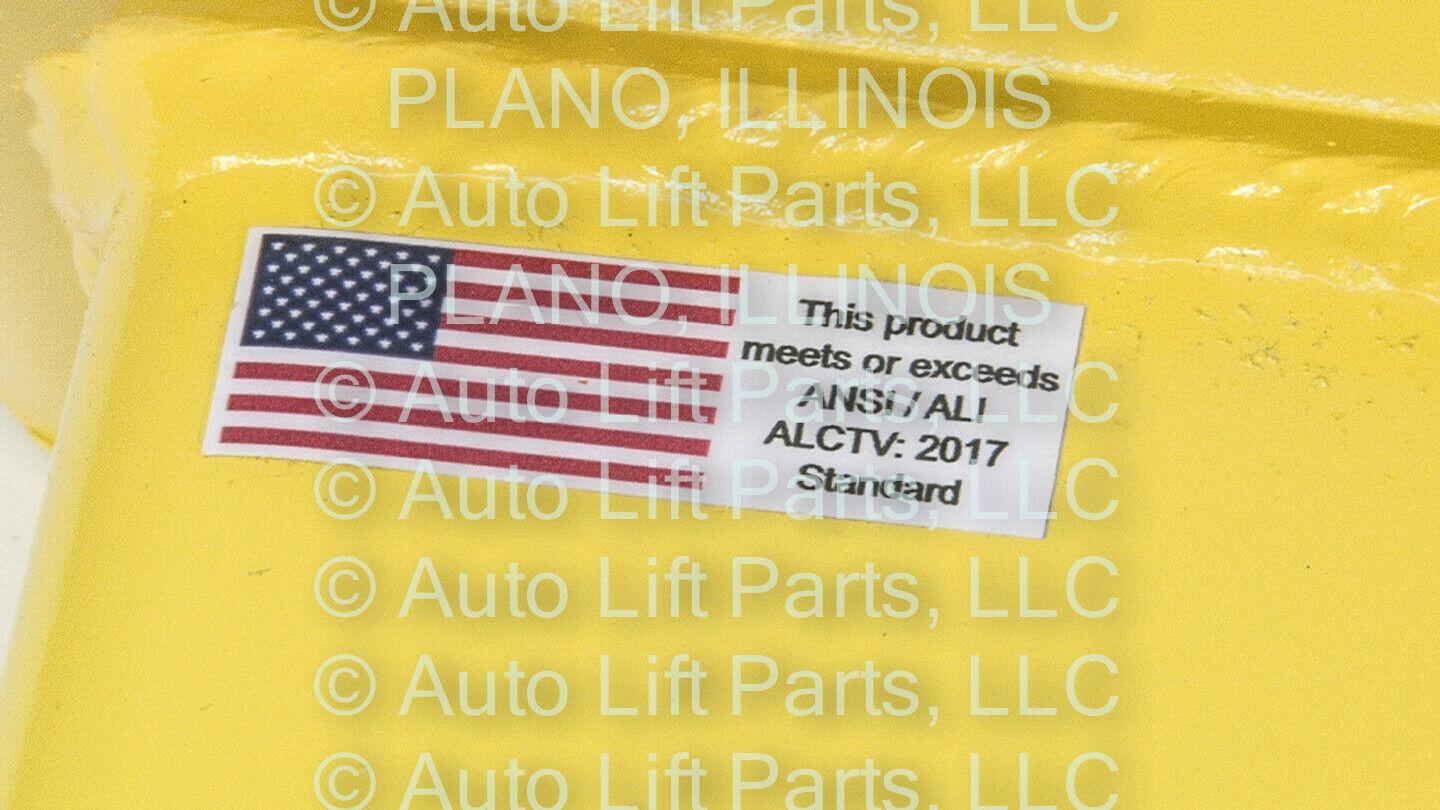 © Auto Lift Parts, LLC
PLANO, ILLINOIS
© Auto Lift Parts, LLC
PLANO, ILLINOIS
This product
meets or exceeds
ANSI / ALI
ALCTV: 2017
Standard
© Auto Lift Parts, LLC
© Auto Lift Parts, LLC
© Auto Lift Parts, LLC
© Auto Lift Parts, LLC
© Auto Lift Parts, LLC